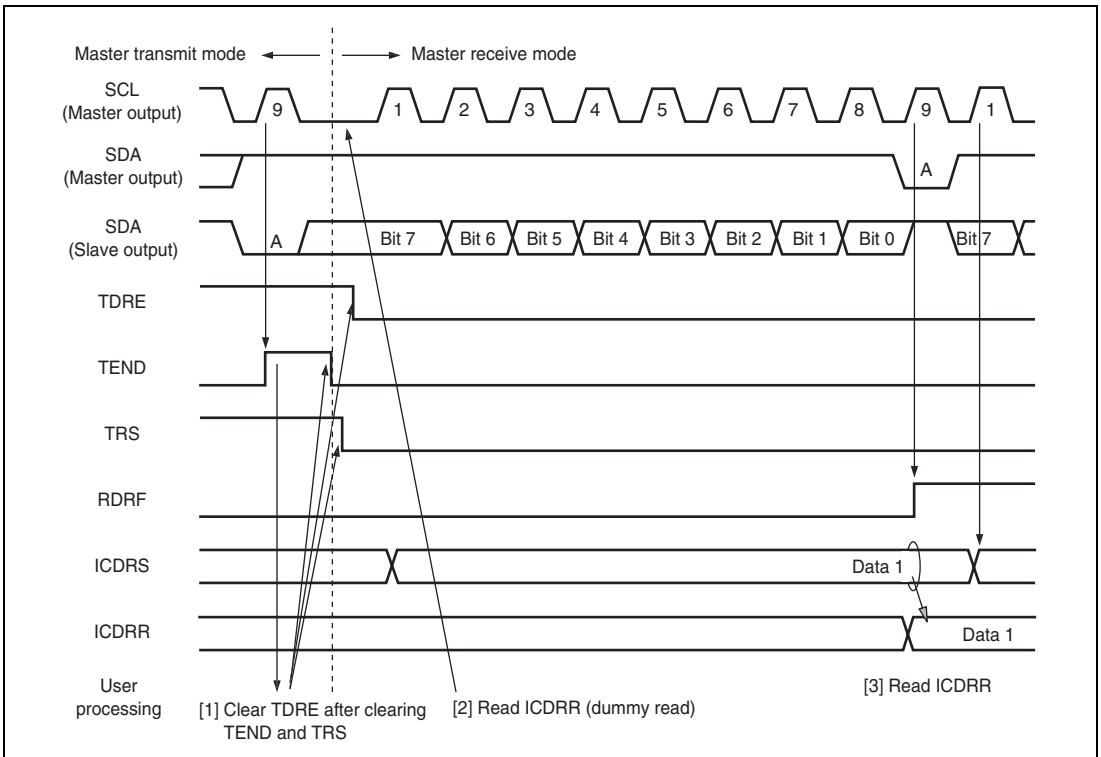 Master transmit mode
Master receive mode
SCL
(Master output)
9
1
2
3
4
5
6
7
8
9
1
SDA
(Master output)
A
SDA
(Slave output)
A
Bit 7
Bit 6
Bit 5
Bit 4
Bit 3
Bit 2
Bit 1
Bit 0
Bit 7
TDRE
TEND
TRS
RDRF
ICDRS
Data 1
ICDRR
Data 1
User
processing
[1] Clear TDRE after clearing
TEND and TRS
[2] Read ICDRR (dummy read)
[3] Read ICDRR